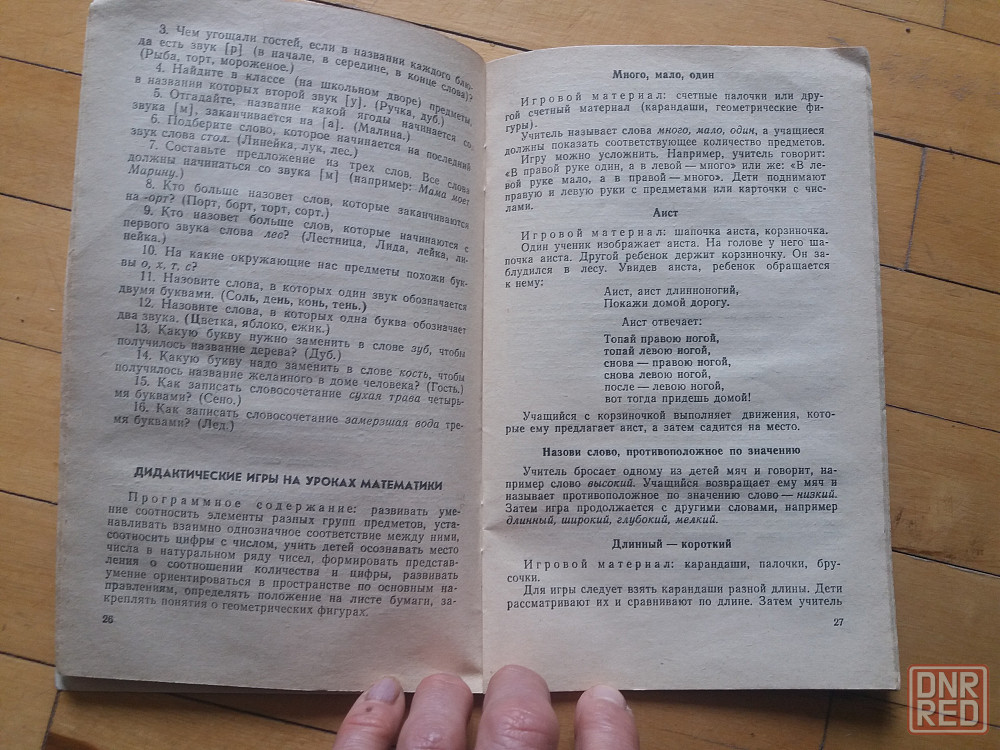 3. Чем угощали гостей, если в названии каждого блю-
да есть звук [р] (в начале, в середине, в конце слова)?
(Рыба, торт, мороженое.)
4. Найдите в классе (на школьном дворе) предметы,
в названии которых второй звук [у]. (Ручка, дуб.)
5. Отгадайте, название какой ягоды начинается со
звука [м], заканчивается на [а]. (Малина.)
6. Подберите слово, которое начинается на последний
звук слова стол. (Линейка, лук, лес.)
7. Составьте предложение из трех слов. Все слова
должны начинаться со звука [м] (например: Мама моет
Марину.)
8. Кто больше назовет слов, которые заканчиваются
на -орт? (Порт, борт, торт, сорт.)
9. Кто назовет больше слов, которые начинаются с
первого звука слова лес? (Лестница, Лида, лейка, ли-
нейка.)
10. На какие окружающие нас предметы похожи бук-
вы о, х, т, с?
11. Назовите слова, в которых один звук обозначается
двумя буквами. (Соль, день, конь, тень.)
12. Назовите слова, в которых одна буква обозначает
два звука. (Цветка, яблоко, ежик.)
13. Какую букву нужно заменить в слове зуб, чтобы
получилось название дерева? (Дуб.)
14. Какую букву надо заменить в слове кость, чтобы
получилось название желанного в доме человека? (Гость.)
15. Как записать словосочетание сухая трава четырь-
мя буквами? (Сено.)
16. Как записать словосочетание замерзшая вода тре-
мя буквами? (Лед.)
ДИДАКТИЧЕСКИЕ ИГРЫ НА УРОКАХ МАТЕМАТИКИ
Программное содержание: развивать уме-
ние соотносить элементы разных групп предметов, уста-
навливать взаимно однозначное соответствие между ними,
соотносить цифры с числом, учить детей осознавать место
числа в натуральном ряду чисел, формировать представ-
ления о соотношении количества и цифры, развивать
умение ориентироваться в пространстве по основным на-
правлениям, определять положение на листе бумаги, за-
креплять понятия о геометрических фигурах.
26
Много, мало, один
Игровой материал: счетные палочки или дру-
гой счетный материал (карандаши, геометрические фи-
гуры).
Учитель называет слова много, мало, один, а учащиеся
должны показать соответствующее количество предметов.
Игру можно усложнить. Например, учитель говорит:
«В правой руке один, а в левой — много» или же: «В ле-
вой руке мало, а в правой — много». Дети поднимают
правую и левую руки с предметами или карточки с чис-
лами.
Аист
Игровой материал: шапочка аиста, корзиночка.
Один ученик изображает аиста. На голове у него ша-
почка аиста. Другой ребенок держит корзиночку. Он за-
блудился в лесу. Увидев аиста, ребенок обращается
к нему:
Аист, аист длинноногий,
Покажи домой дорогу.
Аист отвечает:
Топай правою ногой,
топай левою ногой,
снова — правою ногой,
снова левою ногой,
после — левою ногой,
вот тогда придешь домой!
Учащийся с корзиночкой выполняет движения, кото-
рые ему предлагает аист, а затем садится на место.
Назови слово, противоположное по значению
Учитель бросает одному из детей мяч и говорит, на-
пример слово высокий. Учащийся возвращает ему мяч и
называет противоположное по значению слово — низкий.
Затем игра продолжается с другими словами, например
длинный, широкий, глубокий, мелкий.
Длинный — короткий
Игровой материал: карандаши, палочки, бру-
сочки.
Для игры следует взять карандаши разной длины. Дети
рассматривают их и сравнивают по длине. Затем учитель
27
DNR
RED